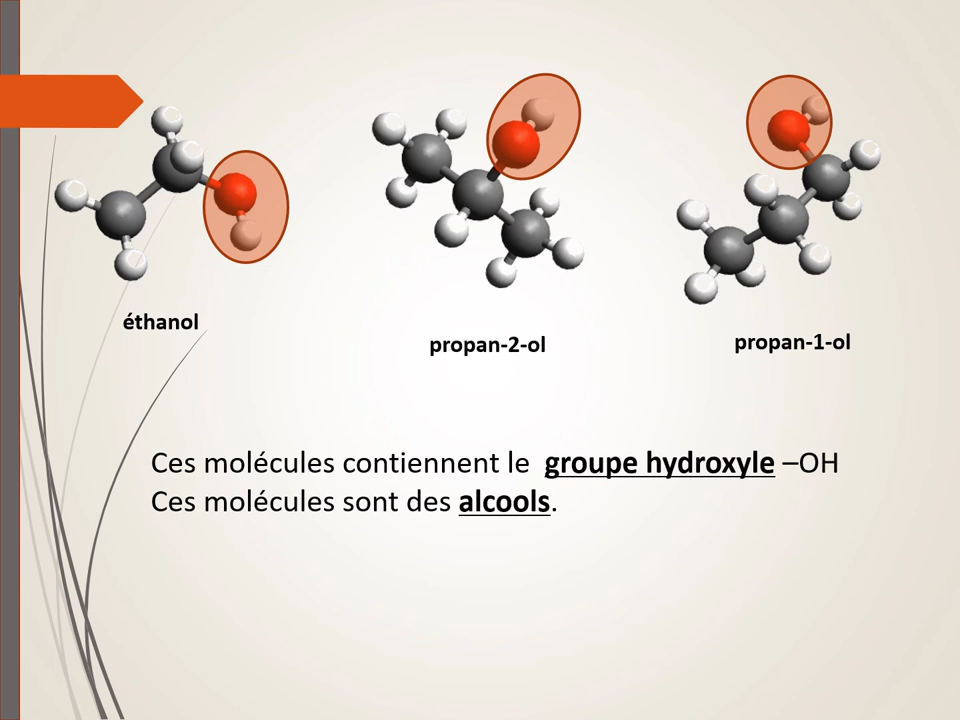 éthanol
propan-2-ol
propan-1-ol
Ces molécules contiennent le groupe hydroxyle –OH
Ces molécules sont des alcools.